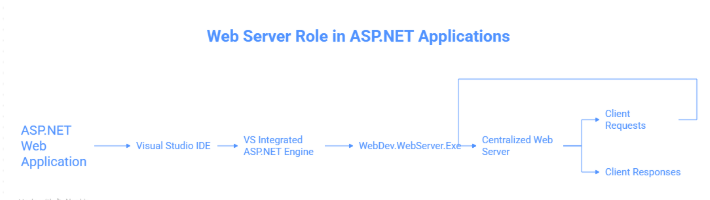 Web Server Role in ASP.NET Applications
ASP.NET
Web
Application
Visual Studio IDE
VS Integrated
ASP.NET Engine
WebDev.WebServer.Exe
Centralized Web
Server
Client
Requests
Client Responses